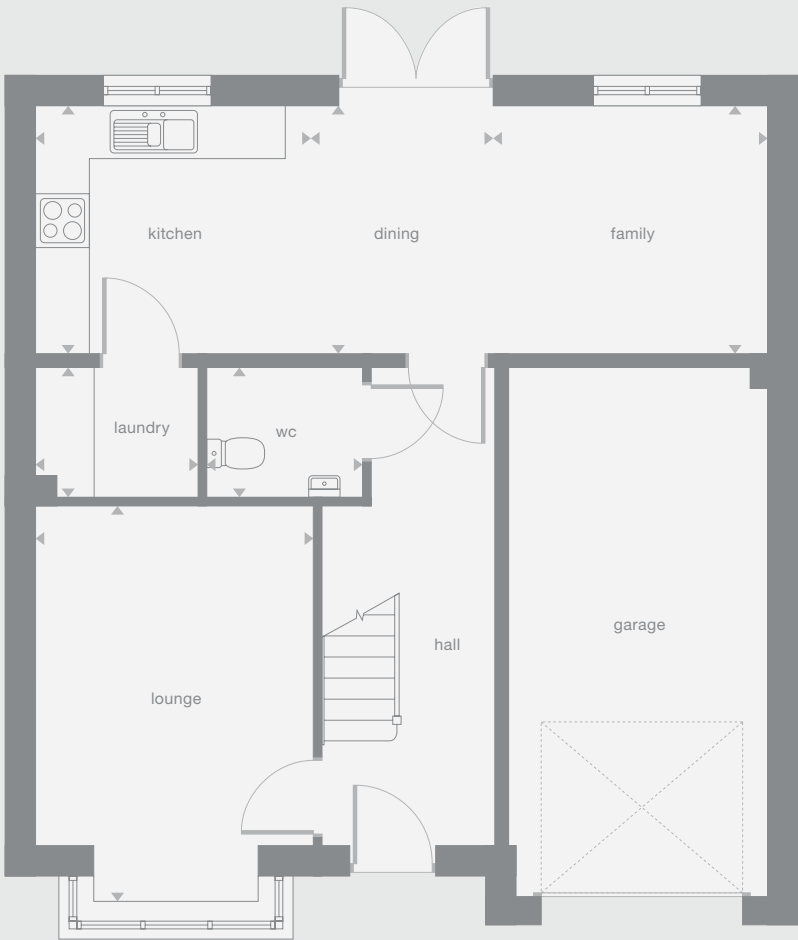 kitchen
dining
family
laundry
wc
garage
hall
lounge